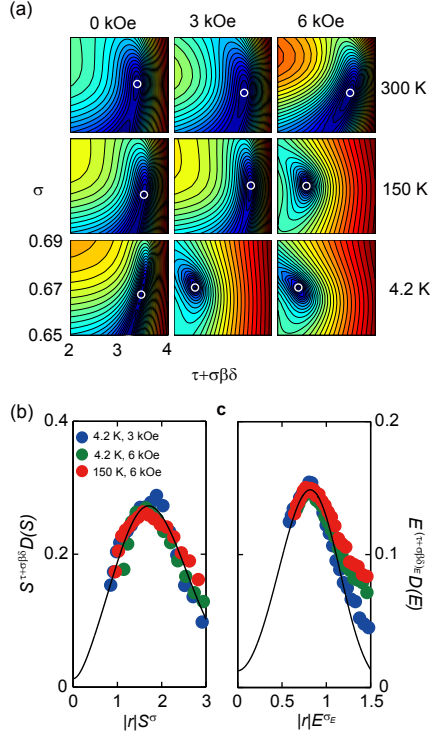 (a)
0 kOe 3 kOe 6 kOe
300 K
σ
150 K
0.69
0.67
0.65
4.2 K
2 3 4
τ+σβδ
(b)
c
0.4
0.2
0
S^{τ+σβδ}D(S)
4.2 K, 3 kOe
4.2 K, 6 kOe
150 K, 6 kOe
0 1 2 3
|r|S^σ
0.2
0.1
0
E^{(τ+σβδ)_E}D(E)
0 0.5 1 1.5
|r|E^{σ_E}